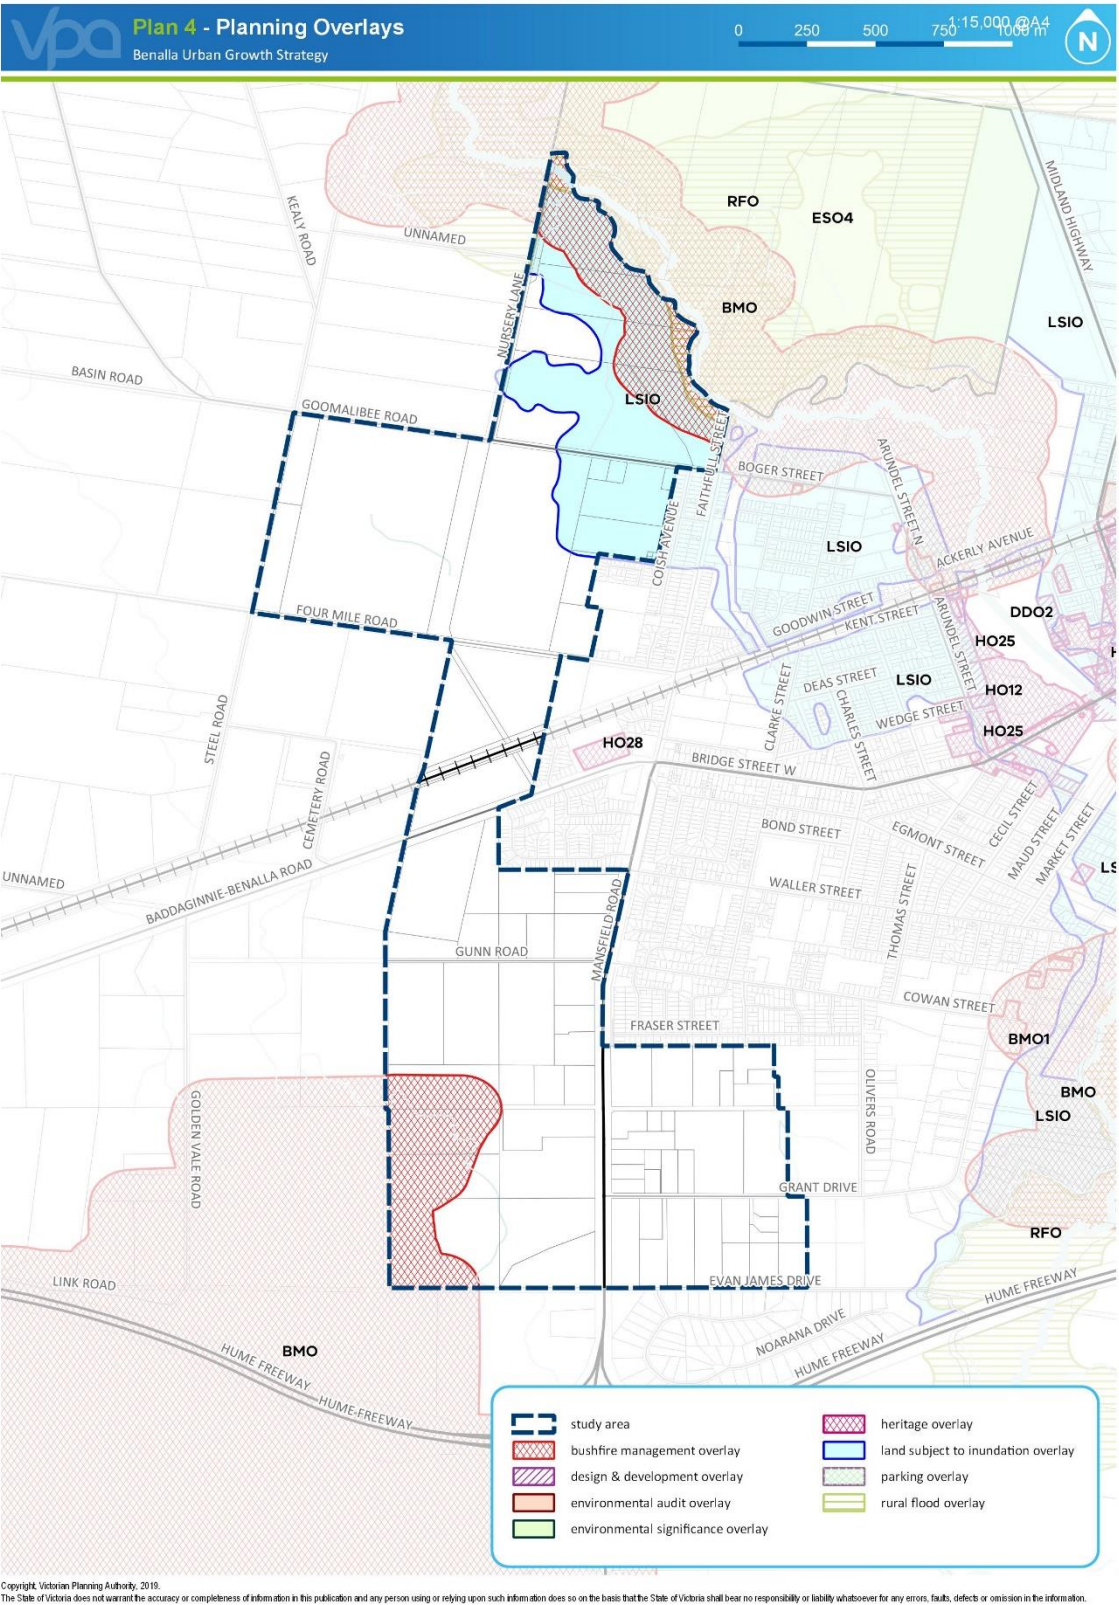 vpa
Plan 4 - Planning Overlays
Benalla Urban Growth Strategy
1:15,000 @A4
0 250 500 750 1000 m
N
MIDLAND HIGHWAY
KEALY ROAD
RFO
ESO4
UNNAMED
NURSERY LANE
BMO
LSIO
BASIN ROAD
LSIO
GOOMALIBEE ROAD
FAITHFULL STREET
BOGER STREET
ARUNDEL STREET N
COISH AVENUE
LSIO
ACKERLY AVENUE
FOUR MILE ROAD
GOODWIN STREET
KENT STREET
ARUNDEL STREET
DDO2
HO25
H
DEAS STREET
LSIO
HO12
CLARKE STREET
CHARLES STREET
WEDGE STREET
STEEL ROAD
HO25
HO28
BRIDGE STREET W
CEMETERY ROAD
BOND STREET
EGMONT STREET
CECIL STREET
MAUD STREET
MARKET STREET
LS
UNNAMED
BADDAGINNIE-BENALLA ROAD
WALLER STREET
THOMAS STREET
MANSFIELD ROAD
GUNN ROAD
COWAN STREET
FRASER STREET
BMO1
OLIVERS ROAD
BMO
LSIO
GOLDEN VALE ROAD
GRANT DRIVE
RFO
LINK ROAD
EVAN JAMES DRIVE
HUME FREEWAY
NOARANA DRIVE
HUME FREEWAY
BMO
HUME FREEWAY
HUME-FREEWAY
study area
bushfire management overlay
design & development overlay
environmental audit overlay
environmental significance overlay
heritage overlay
land subject to inundation overlay
parking overlay
rural flood overlay
Copyright, Victorian Planning Authority, 2019.
The State of Victoria does not warrant the accuracy or completeness of information in this publication and any person using or relying upon such information does so on the basis that the State of Victoria shall bear no responsibility or liability whatsoever for any errors, faults, defects or omission in the information.